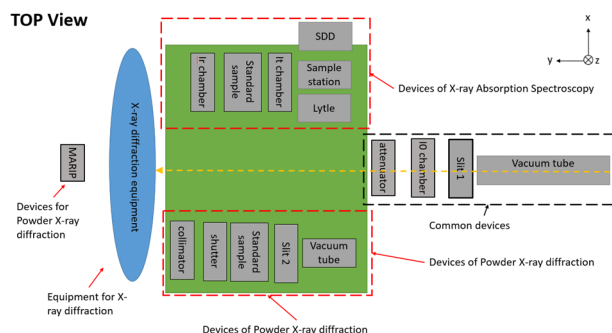 TOP View
x
y
z
SDD
Ir chamber
Standard
sample
It chamber
Sample
station
Lytle
Devices of X-ray Absorption Spectroscopy
X-ray diffraction equipment
MARIP
attenuator
I0 chamber
Slit 1
Vacuum tube
Devices for
Powder X-ray
diffraction
Common devices
collimator
shutter
Standard
sample
Slit 2
Vacuum
tube
Devices of Powder X-ray diffraction
Equipment for X-
ray diffraction
Devices of Powder X-ray diffraction